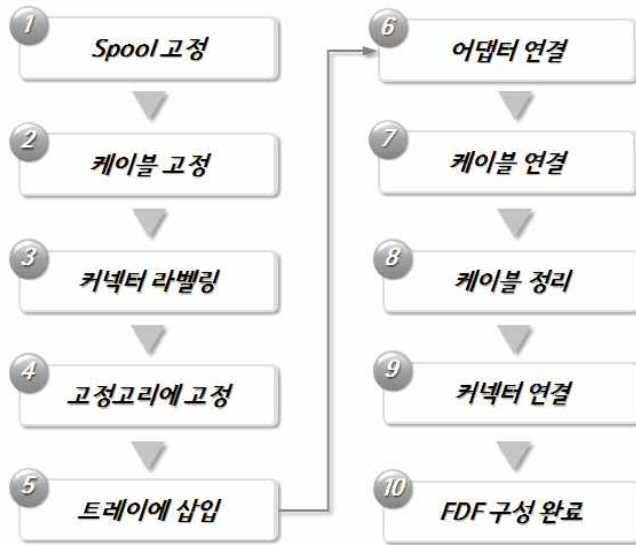 1
Spool 고정
2
케이블 고정
3
커넥터 라벨링
4
고정고리에 고정
5
트레이에 삽입
6
어댑터 연결
7
케이블 연결
8
케이블 정리
9
커넥터 연결
10
FDF 구성 완료